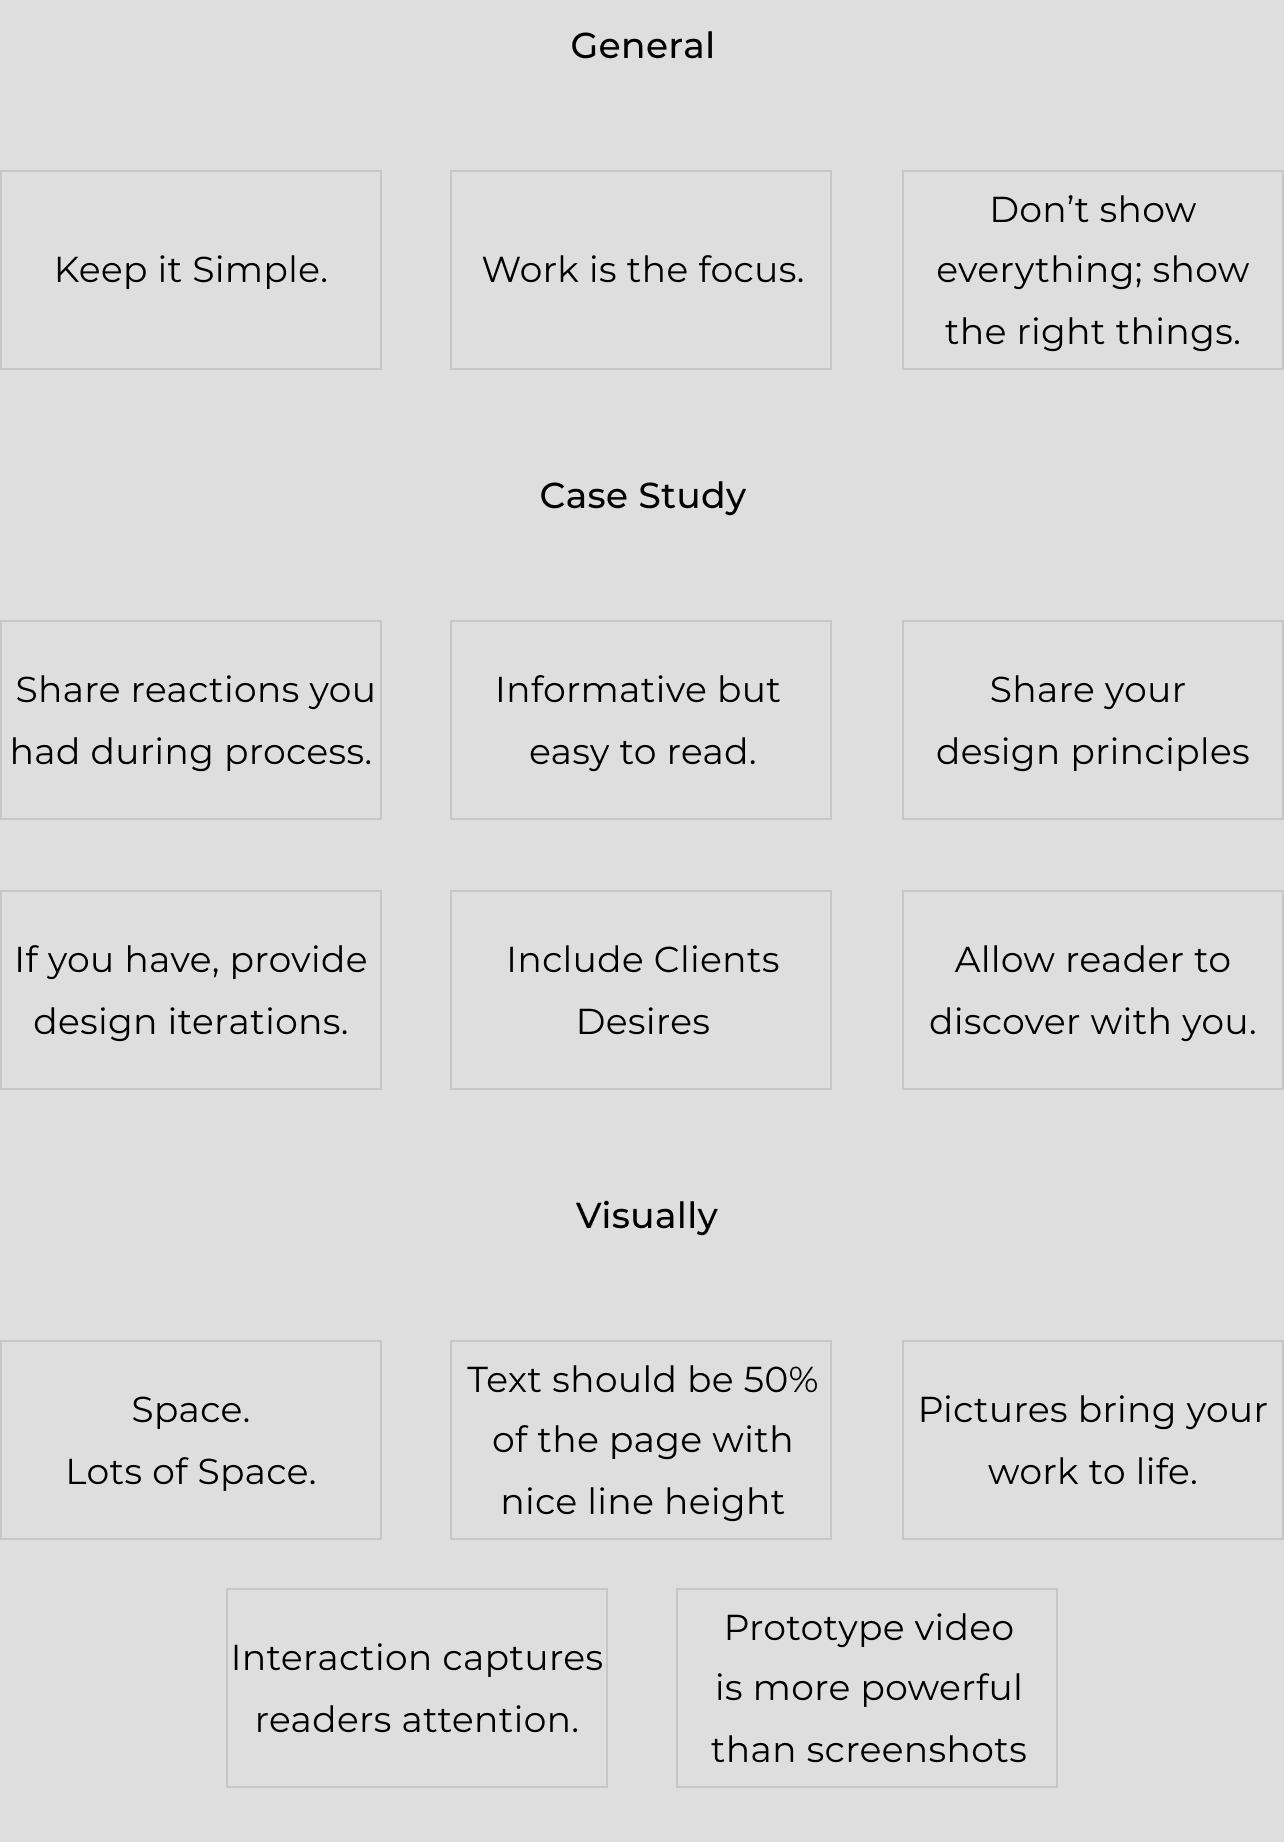 General
Keep it Simple.
Work is the focus.
Don’t show
everything; show
the right things.
Case Study
Share reactions you
had during process.
Informative but
easy to read.
Share your
design principles
If you have, provide
design iterations.
Include Clients
Desires
Allow reader to
discover with you.
Visually
Space.
Lots of Space.
Text should be 50%
of the page with
nice line height
Pictures bring your
work to life.
Interaction captures
readers attention.
Prototype video
is more powerful
than screenshots